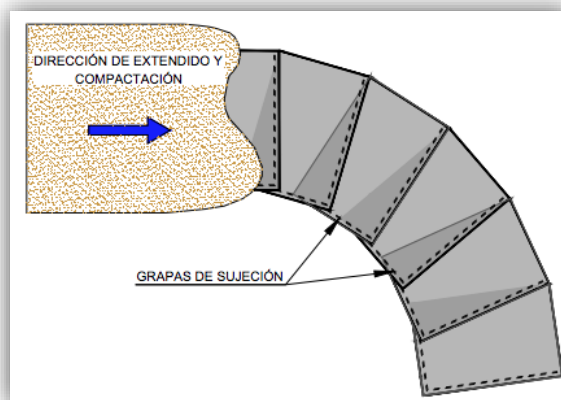 DIRECCIÓN DE EXTENDIDO Y
COMPACTACIÓN
GRAPAS DE SUJECIÓN